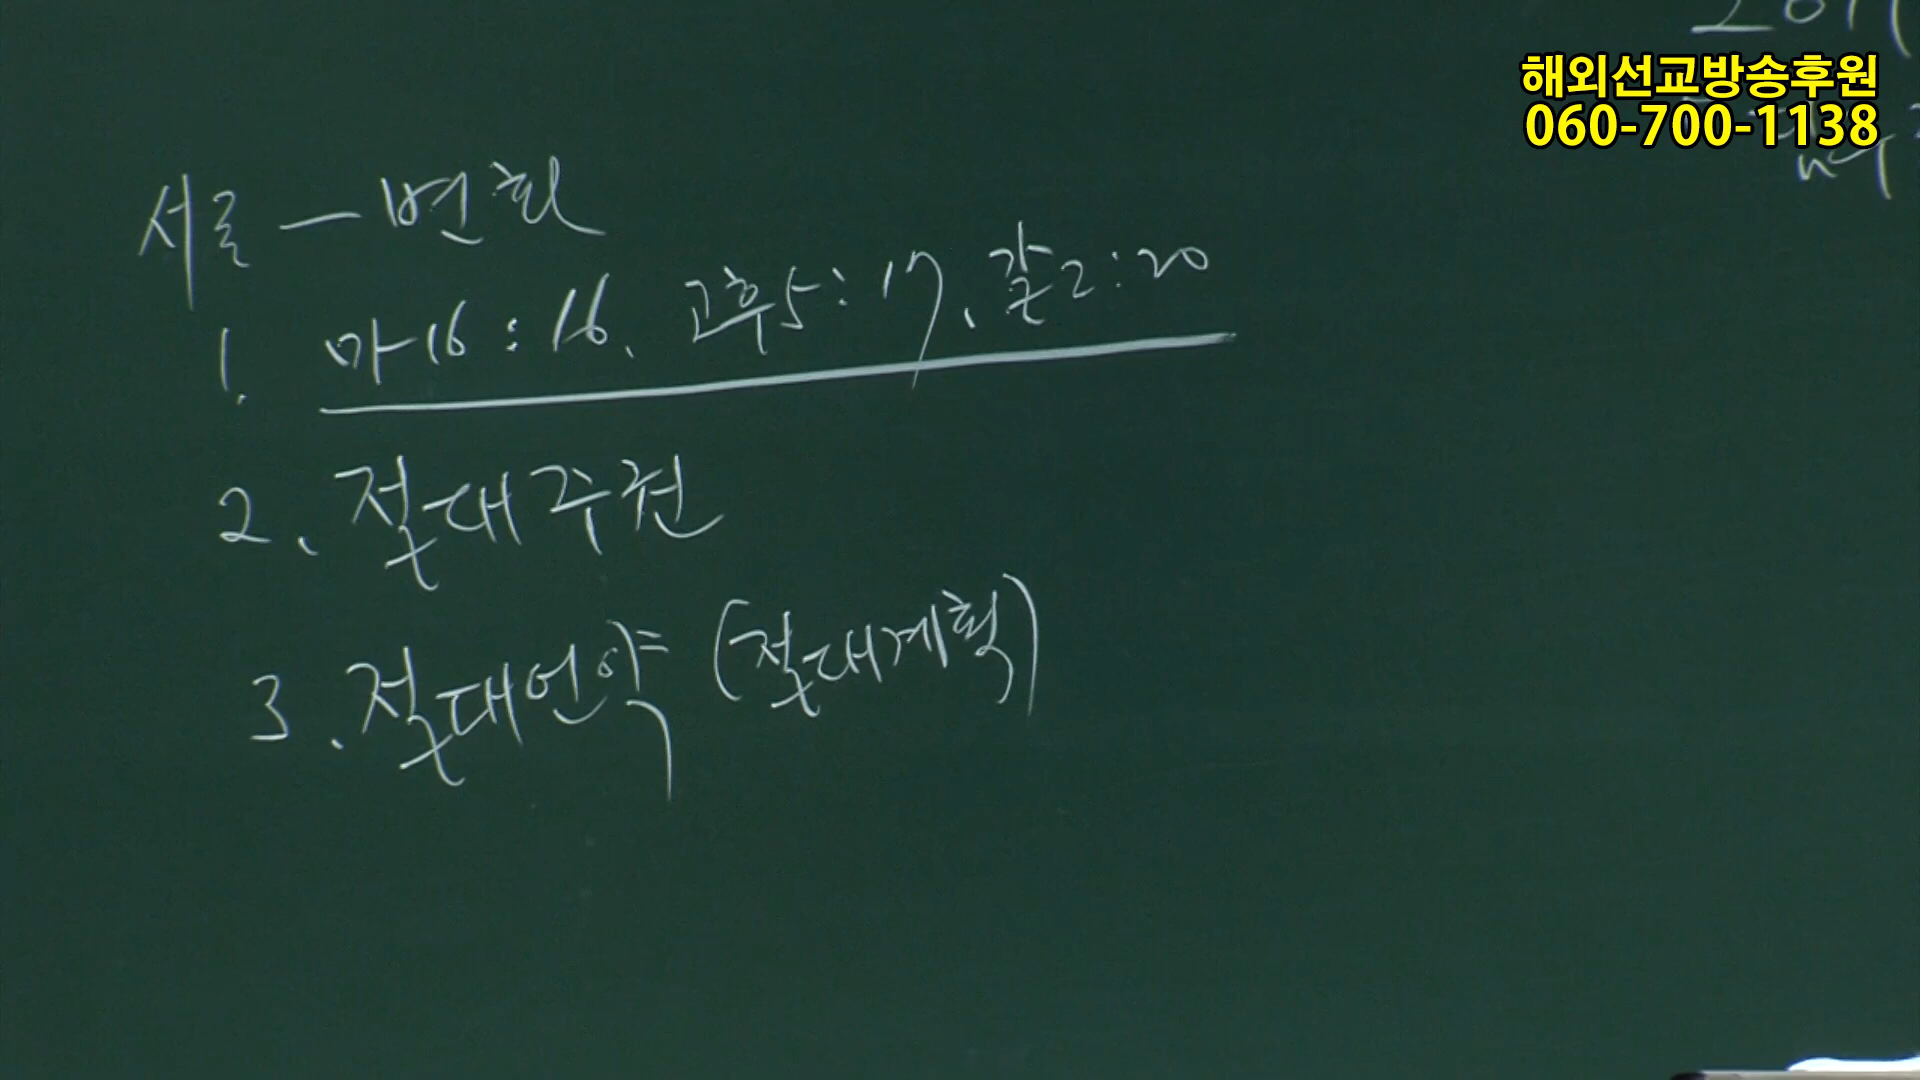 해외선교방송후원
060-700-1138
서론 - 변화
1. 마16:16, 고후5:17, 갈2:20
2. 절대주권
3. 절대언약 (절대계획)